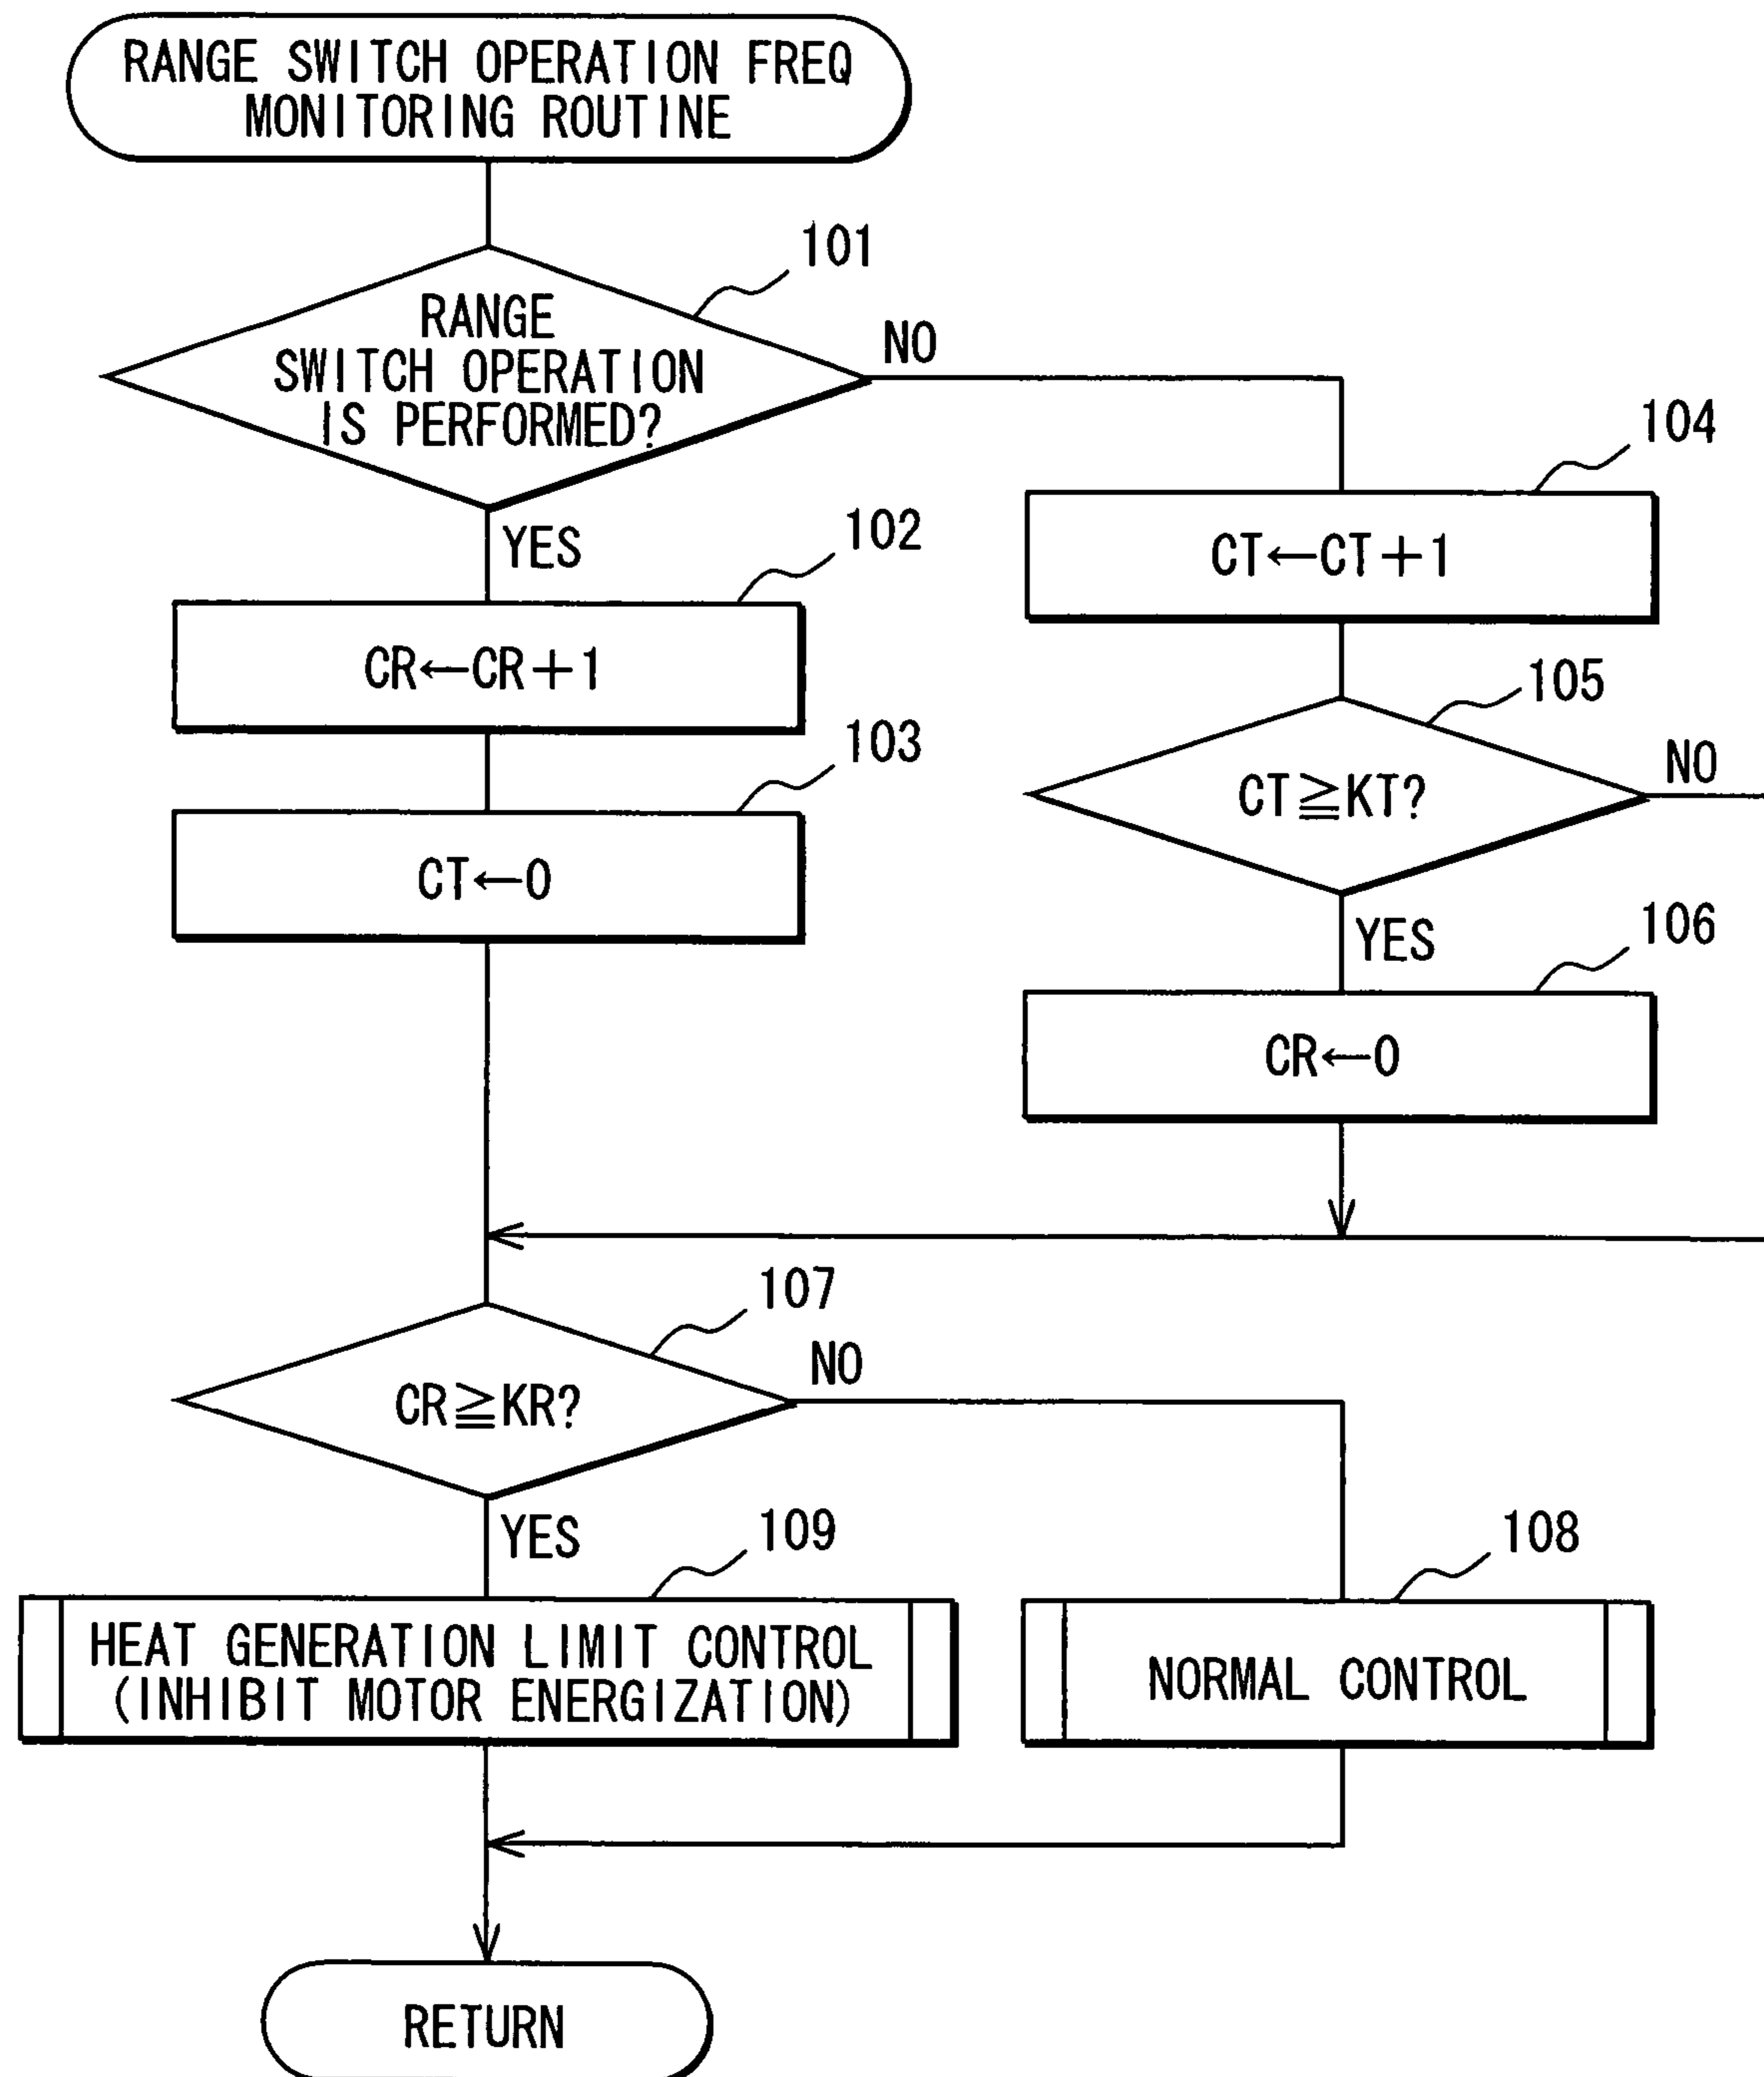 RANGE SWITCH OPERATION FREQ
MONITORING ROUTINE
101
RANGE
SWITCH OPERATION
IS PERFORMED?
NO
YES
102
CR←CR+1
103
CT←0
104
CT←CT+1
105
CT≧KT?
NO
YES
106
CR←0
107
CR≧KR?
NO
YES
109
HEAT GENERATION LIMIT CONTROL
(INHIBIT MOTOR ENERGIZATION)
108
NORMAL CONTROL
RETURN